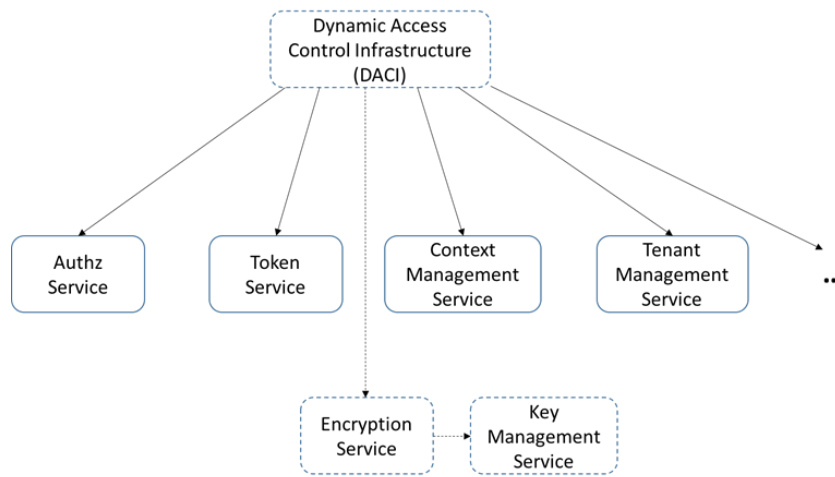 Dynamic Access
Control Infrastructure
(DACI)
Authz
Service
Token
Service
Context
Management
Service
Tenant
Management
Service
..
Encryption
Service
Key
Management
Service